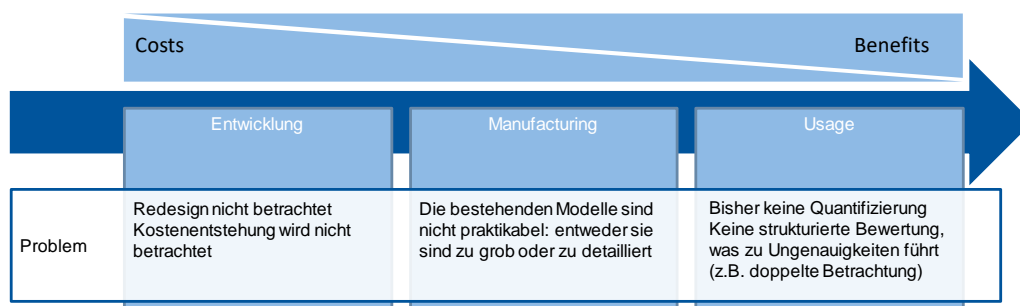 Costs
Benefits
Entwicklung
Manufacturing
Usage
Problem
Redesign nicht betrachtet
Kostenentstehung wird nicht
betrachtet
Die bestehenden Modelle sind
nicht praktikabel: entweder sie
sind zu grob oder zu detailliert
Bisher keine Quantifizierung
Keine strukturierte Bewertung,
was zu Ungenauigkeiten führt
(z.B. doppelte Betrachtung)